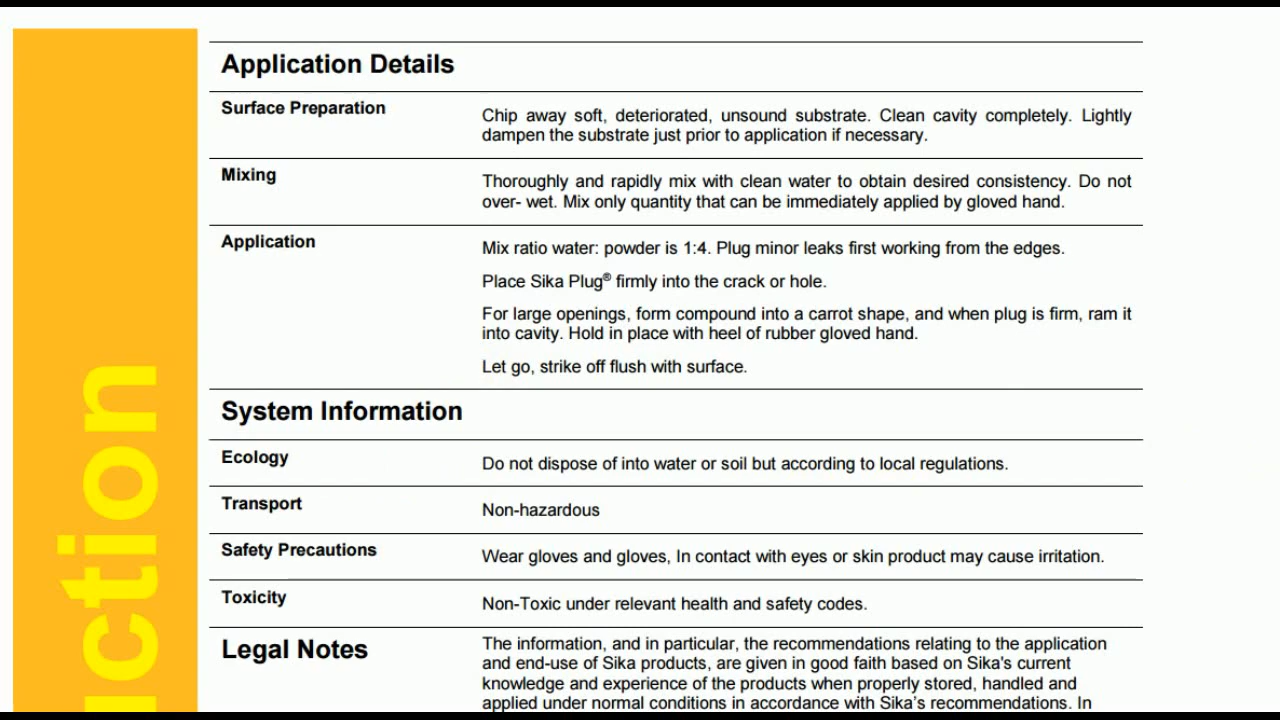 Application Details
Surface Preparation
Chip away soft, deteriorated, unsound substrate. Clean cavity completely. Lightly
dampen the substrate just prior to application if necessary.
Mixing
Thoroughly and rapidly mix with clean water to obtain desired consistency. Do not
over- wet. Mix only quantity that can be immediately applied by gloved hand.
Application
Mix ratio water: powder is 1:4. Plug minor leaks first working from the edges.
Place Sika Plug® firmly into the crack or hole.
For large openings, form compound into a carrot shape, and when plug is firm, ram it
into cavity. Hold in place with heel of rubber gloved hand.
Let go, strike off flush with surface.
System Information
Ecology
Do not dispose of into water or soil but according to local regulations.
Transport
Non-hazardous
Safety Precautions
Wear gloves and gloves, In contact with eyes or skin product may cause irritation.
Toxicity
Non-Toxic under relevant health and safety codes.
Legal Notes
The information, and in particular, the recommendations relating to the application
and end-use of Sika products, are given in good faith based on Sika's current
knowledge and experience of the products when properly stored, handled and
applied under normal conditions in accordance with Sika's recommendations. In
uction